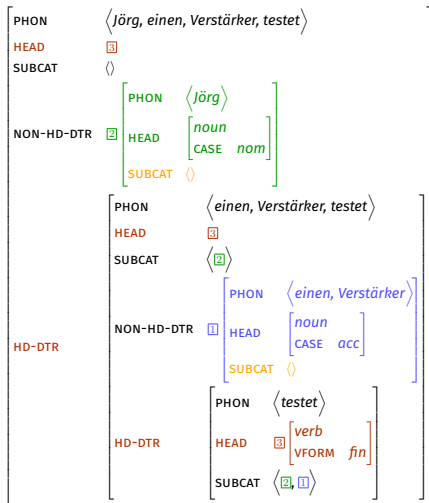 PHON ⟨Jörg, einen, Verstärker, testet⟩
HEAD 3
SUBCAT ⟨⟩
PHON ⟨Jörg⟩
NON-HD-DTR 2 HEAD noun
CASE nom
SUBCAT ⟨⟩
PHON ⟨einen, Verstärker, testet⟩
HEAD 3
SUBCAT ⟨2⟩
PHON ⟨einen, Verstärker⟩
NON-HD-DTR 1 HEAD noun
CASE acc
SUBCAT ⟨⟩
HD-DTR
PHON ⟨testet⟩
HD-DTR HEAD 3 verb
VFORM fin
SUBCAT ⟨2, 1⟩